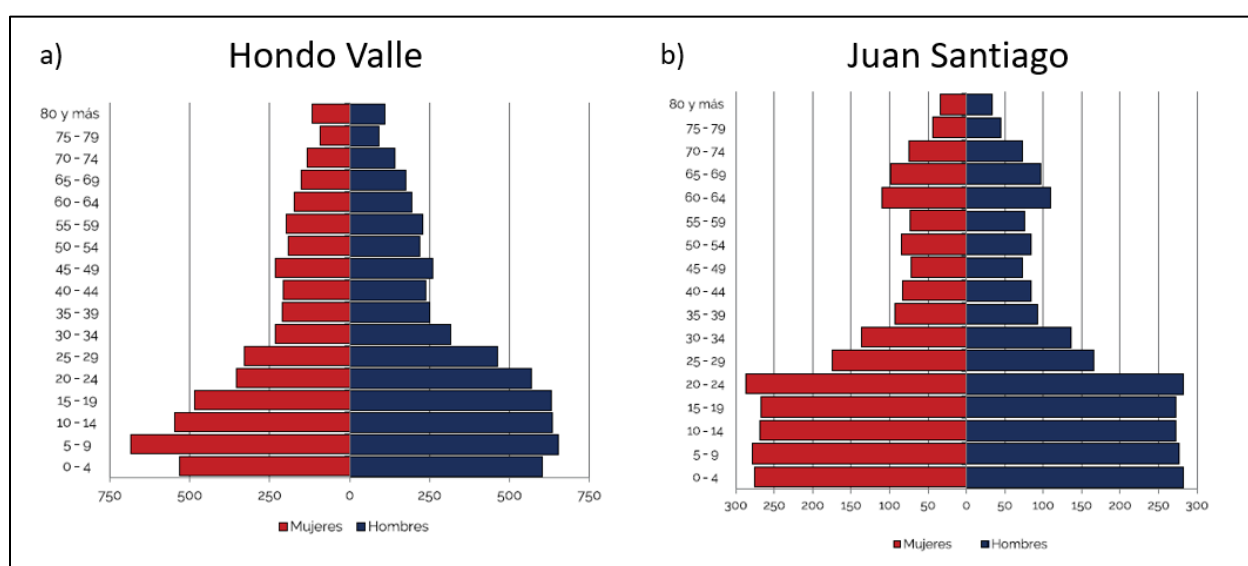 a)
Hondo Valle
80 y más
75 - 79
70 - 74
65 - 69
60 - 64
55 - 59
50 - 54
45 - 49
40 - 44
35 - 39
30 - 34
25 - 29
20 - 24
15 - 19
10 - 14
5 - 9
0 - 4
750 500 250 0 250 500 750
Mujeres Hombres
b)
Juan Santiago
80 y más
75 - 79
70 - 74
65 - 69
60 - 64
55 - 59
50 - 54
45 - 49
40 - 44
35 - 39
30 - 34
25 - 29
20 - 24
15 - 19
10 - 14
5 - 9
0 - 4
300 250 200 150 100 50 0 50 100 150 200 250 300
Mujeres Hombres